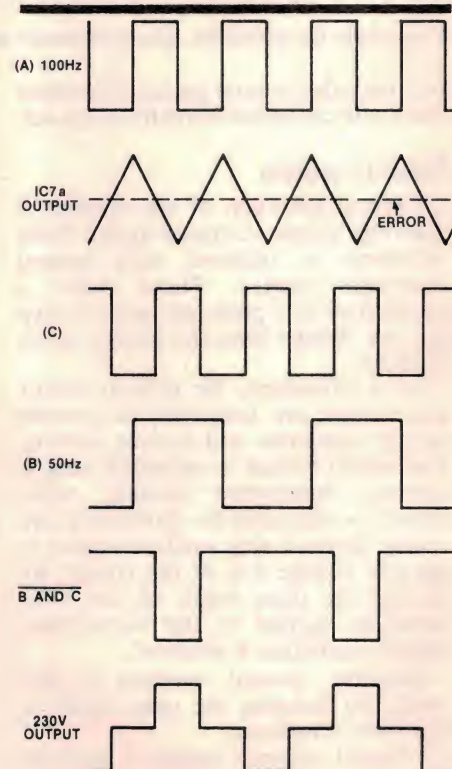 (A) 100Hz
IC7a
OUTPUT
ERROR
(C)
(B) 50Hz
B AND C
230V
OUTPUT